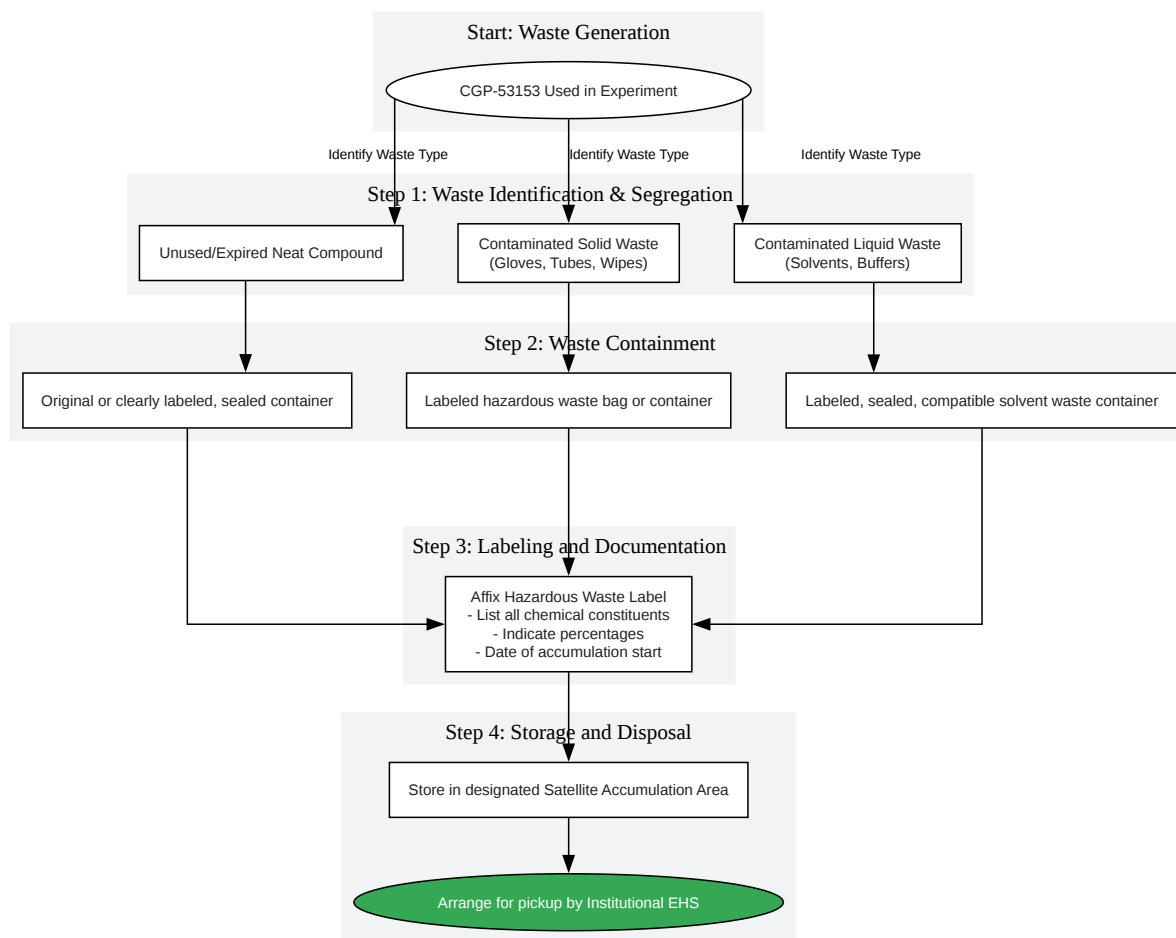 Start: Waste Generation
CGP-53153 Used in Experiment
Identify Waste Type
Identify Waste Type
Identify Waste Type
Step 1: Waste Identification & Segregation
Unused/Expired Neat Compound
Contaminated Solid Waste
(Gloves, Tubes, Wipes)
Contaminated Liquid Waste
(Solvents, Buffers)
Step 2: Waste Containment
Original or clearly labeled, sealed container
Labeled hazardous waste bag or container
Labeled, sealed, compatible solvent waste container
Step 3: Labeling and Documentation
Affix Hazardous Waste Label
- List all chemical constituents
- Indicate percentages
- Date of accumulation start
Step 4: Storage and Disposal
Store in designated Satellite Accumulation Area
Arrange for pickup by Institutional EHS